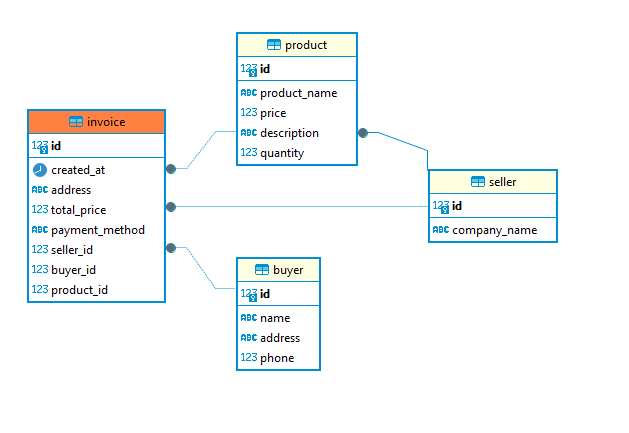 product
123 id
ABC product_name
123 price
ABC description
123 quantity
invoice
123 id
created_at
ABC address
123 total_price
ABC payment_method
123 seller_id
123 buyer_id
123 product_id
seller
123 id
ABC company_name
buyer
123 id
ABC name
ABC address
123 phone